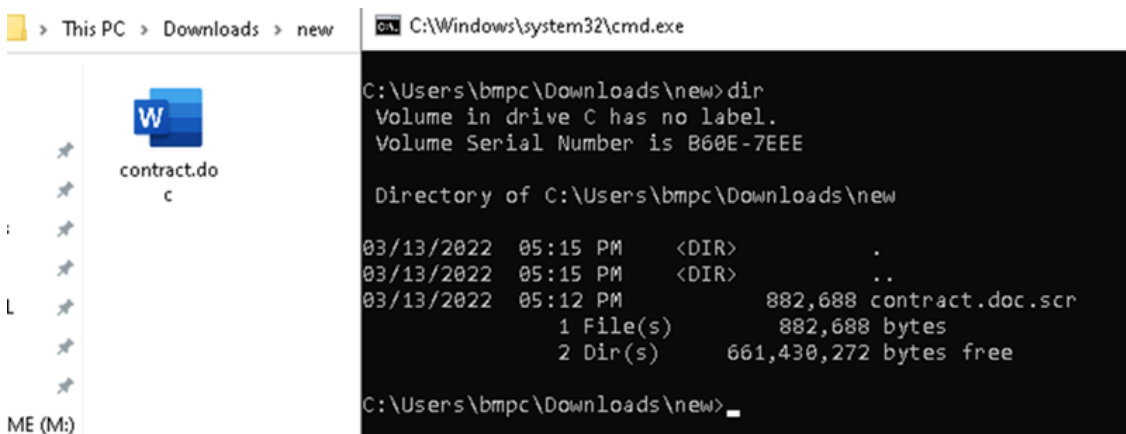 > This PC > Downloads > new
W
contract.do
c
L
ME (M:)
C:\Windows\system32\cmd.exe
C:\Users\bmpc\Downloads\new>dir
Volume in drive C has no label.
Volume Serial Number is B60E-7EEE
Directory of C:\Users\bmpc\Downloads\new
03/13/2022 05:15 PM <DIR> .
03/13/2022 05:15 PM <DIR> ..
03/13/2022 05:12 PM 882,688 contract.doc.scr
1 File(s) 882,688 bytes
2 Dir(s) 661,430,272 bytes free
C:\Users\bmpc\Downloads\new>